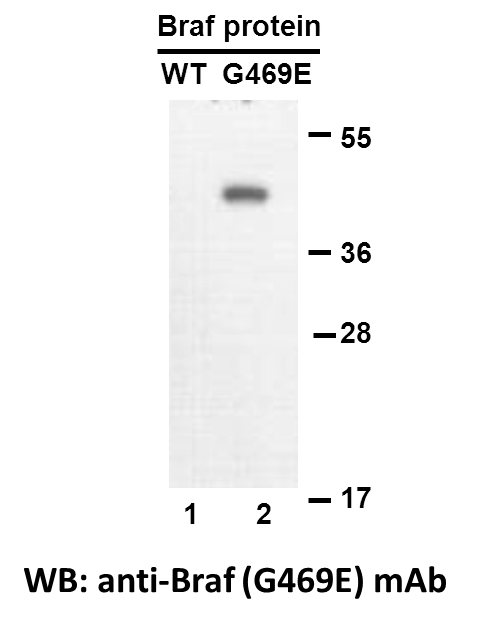 Braf protein
WT G469E
55
36
28
17
1 2
WB: anti-Braf (G469E) mAb